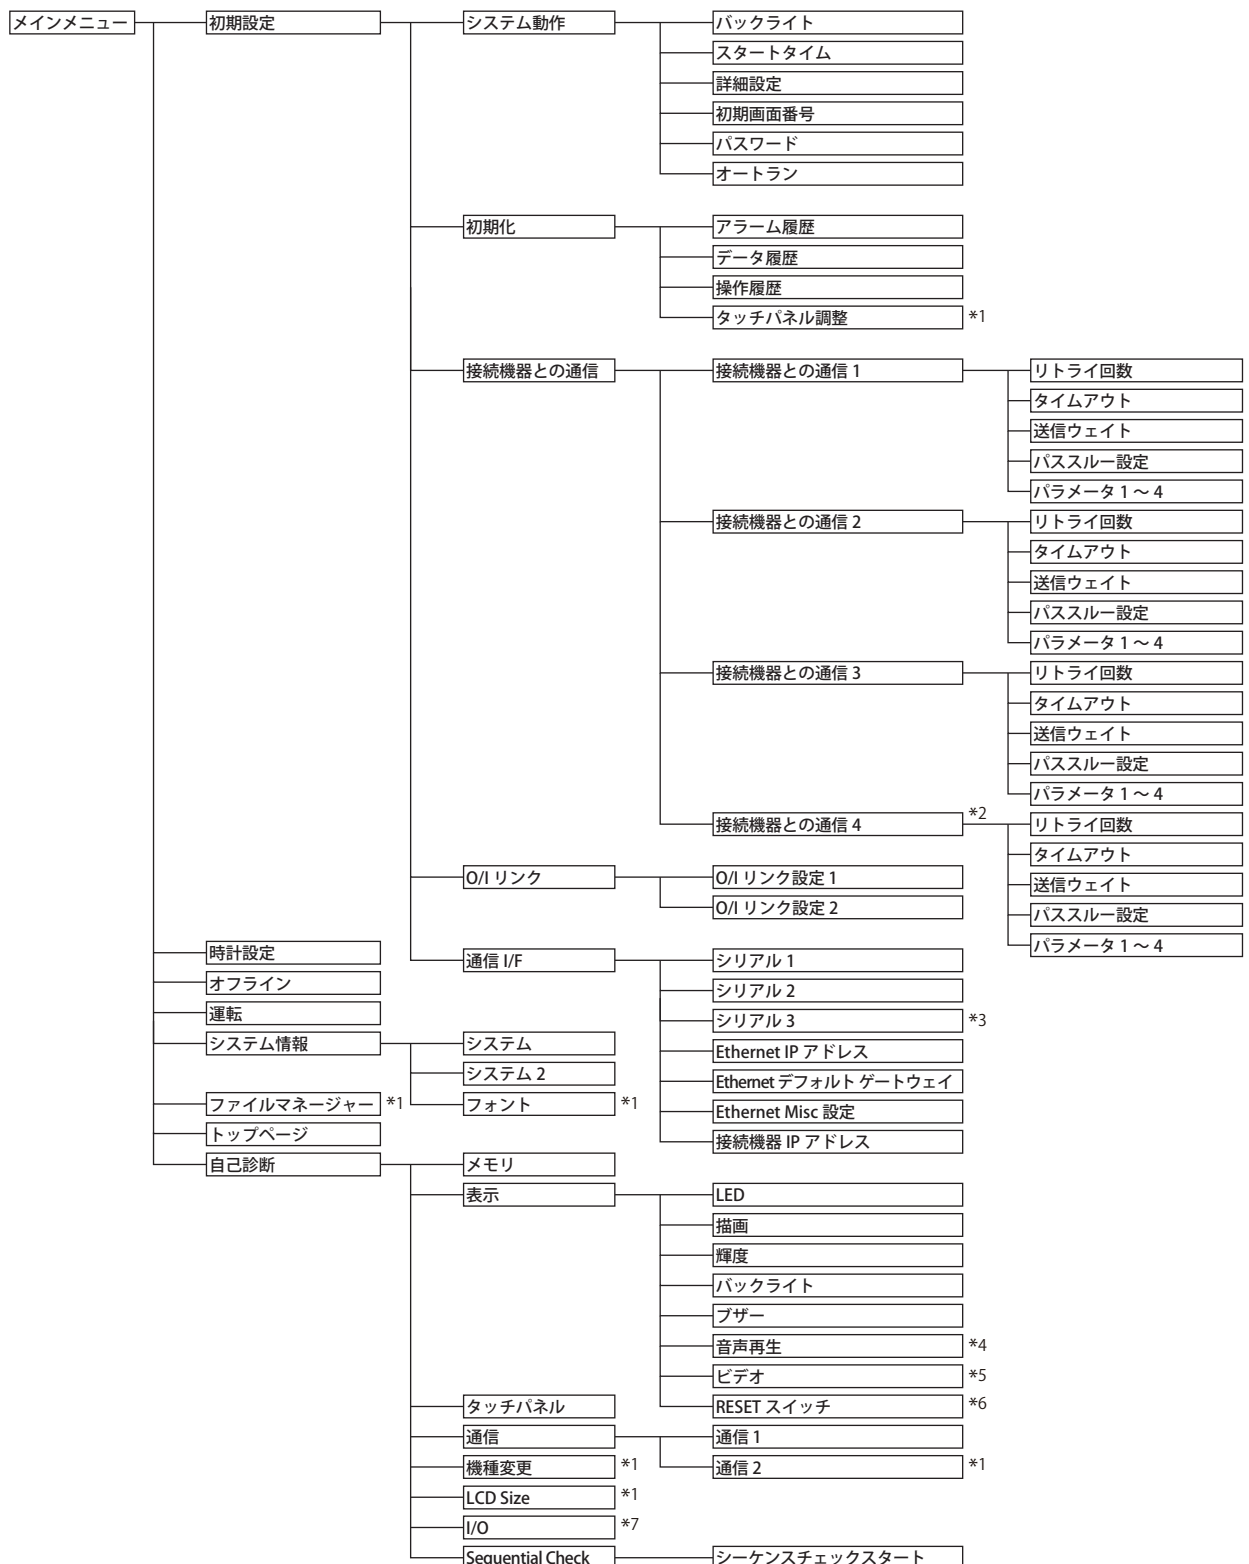 メインメニュー 初期設定 システム動作 バックライト
スタートタイム
詳細設定
初期画面番号
パスワード
オートラン
初期化 アラーム履歴
データ履歴
操作履歴
タッチパネル調整 *1
接続機器との通信 接続機器との通信 1 リトライ回数
タイムアウト
送信ウェイト
パススルー設定
パラメータ 1 ～ 4
接続機器との通信 2 リトライ回数
タイムアウト
送信ウェイト
パススルー設定
パラメータ 1 ～ 4
接続機器との通信 3 リトライ回数
タイムアウト
送信ウェイト
パススルー設定
パラメータ 1 ～ 4
接続機器との通信 4 *2 リトライ回数
タイムアウト
O/I リンク O/I リンク設定 1 送信ウェイト
O/I リンク設定 2 パススルー設定
パラメータ 1 ～ 4
時計設定 通信 I/F シリアル 1
オフライン シリアル 2
運転 シリアル 3 *3
システム情報 システム Ethernet IP アドレス
システム 2 Ethernet デフォルト ゲートウェイ
ファイルマネージャー *1 フォント *1 Ethernet Misc 設定
トップページ 接続機器 IP アドレス
自己診断 メモリ
表示 LED
描画
輝度
バックライト
ブザー
音声再生 *4
ビデオ *5
タッチパネル RESET スイッチ *6
通信 通信 1
機種変更 *1 通信 2 *1
LCD Size *1
I/O *7
Sequential Check シーケンスチェックスタート